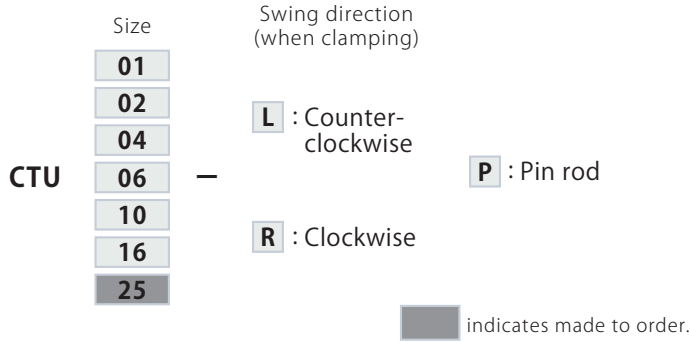 Size
Swing direction
(when clamping)
01
02
04
06
10
16
25
CTU
–
L : Counter-
clockwise
R : Clockwise
P : Pin rod
indicates made to order.